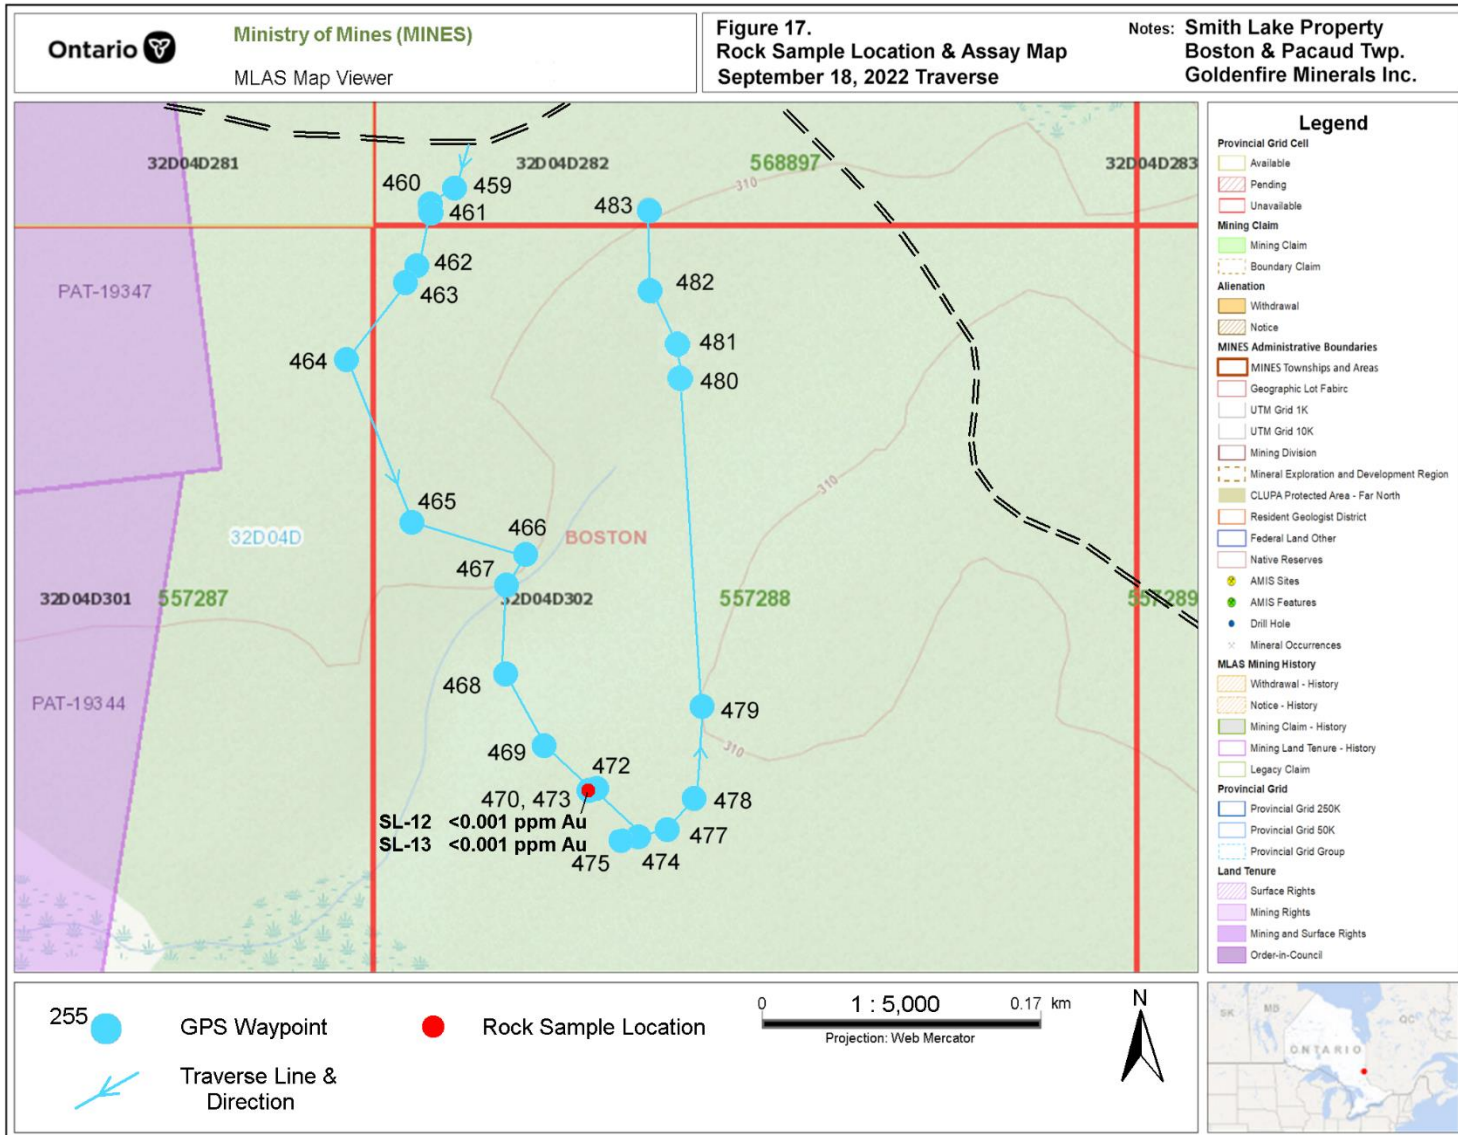 Ontario
Ministry of Mines (MINES)
MLAS Map Viewer
Figure 17.
Rock Sample Location & Assay Map
September 18, 2022 Traverse
Notes: Smith Lake Property
Boston & Pacaud Twp.
Goldenfire Minerals Inc.
32D04D281
32D04D282
568897
32D04D283
310
460
459
461
483
462
463
482
PAT-19347
464
481
480
310
465
466
32D04D
BOSTON
467
32D04D301
557287
32D04D302
557288
557289
468
PAT-19344
479
469
310
472
470, 473
478
SL-12 <0.001 ppm Au
SL-13 <0.001 ppm Au
477
475
474
Legend
Provincial Grid Cell
Available
Pending
Unavailable
Mining Claim
Mining Claim
Boundary Claim
Alienation
Withdrawal
Notice
MINES Administrative Boundaries
MINES Townships and Areas
Geographic Lot Fabirc
UTM Grid 1K
UTM Grid 10K
Mining Division
Mineral Exploration and Development Region
CLUPA Protected Area - Far North
Resident Geologist District
Federal Land Other
Native Reserves
AMIS Sites
AMIS Features
Drill Hole
Mineral Occurrences
MLAS Mining History
Withdrawal - History
Notice - History
Mining Claim - History
Mining Land Tenure - History
Legacy Claim
Provincial Grid
Provincial Grid 250K
Provincial Grid 50K
Provincial Grid Group
Land Tenure
Surface Rights
Mining Rights
Mining and Surface Rights
Order-in-Council
255
GPS Waypoint
Rock Sample Location
Traverse Line &
Direction
0 1 : 5,000 0.17 km
Projection: Web Mercator
N
SK
MB
QC
ONTARIO